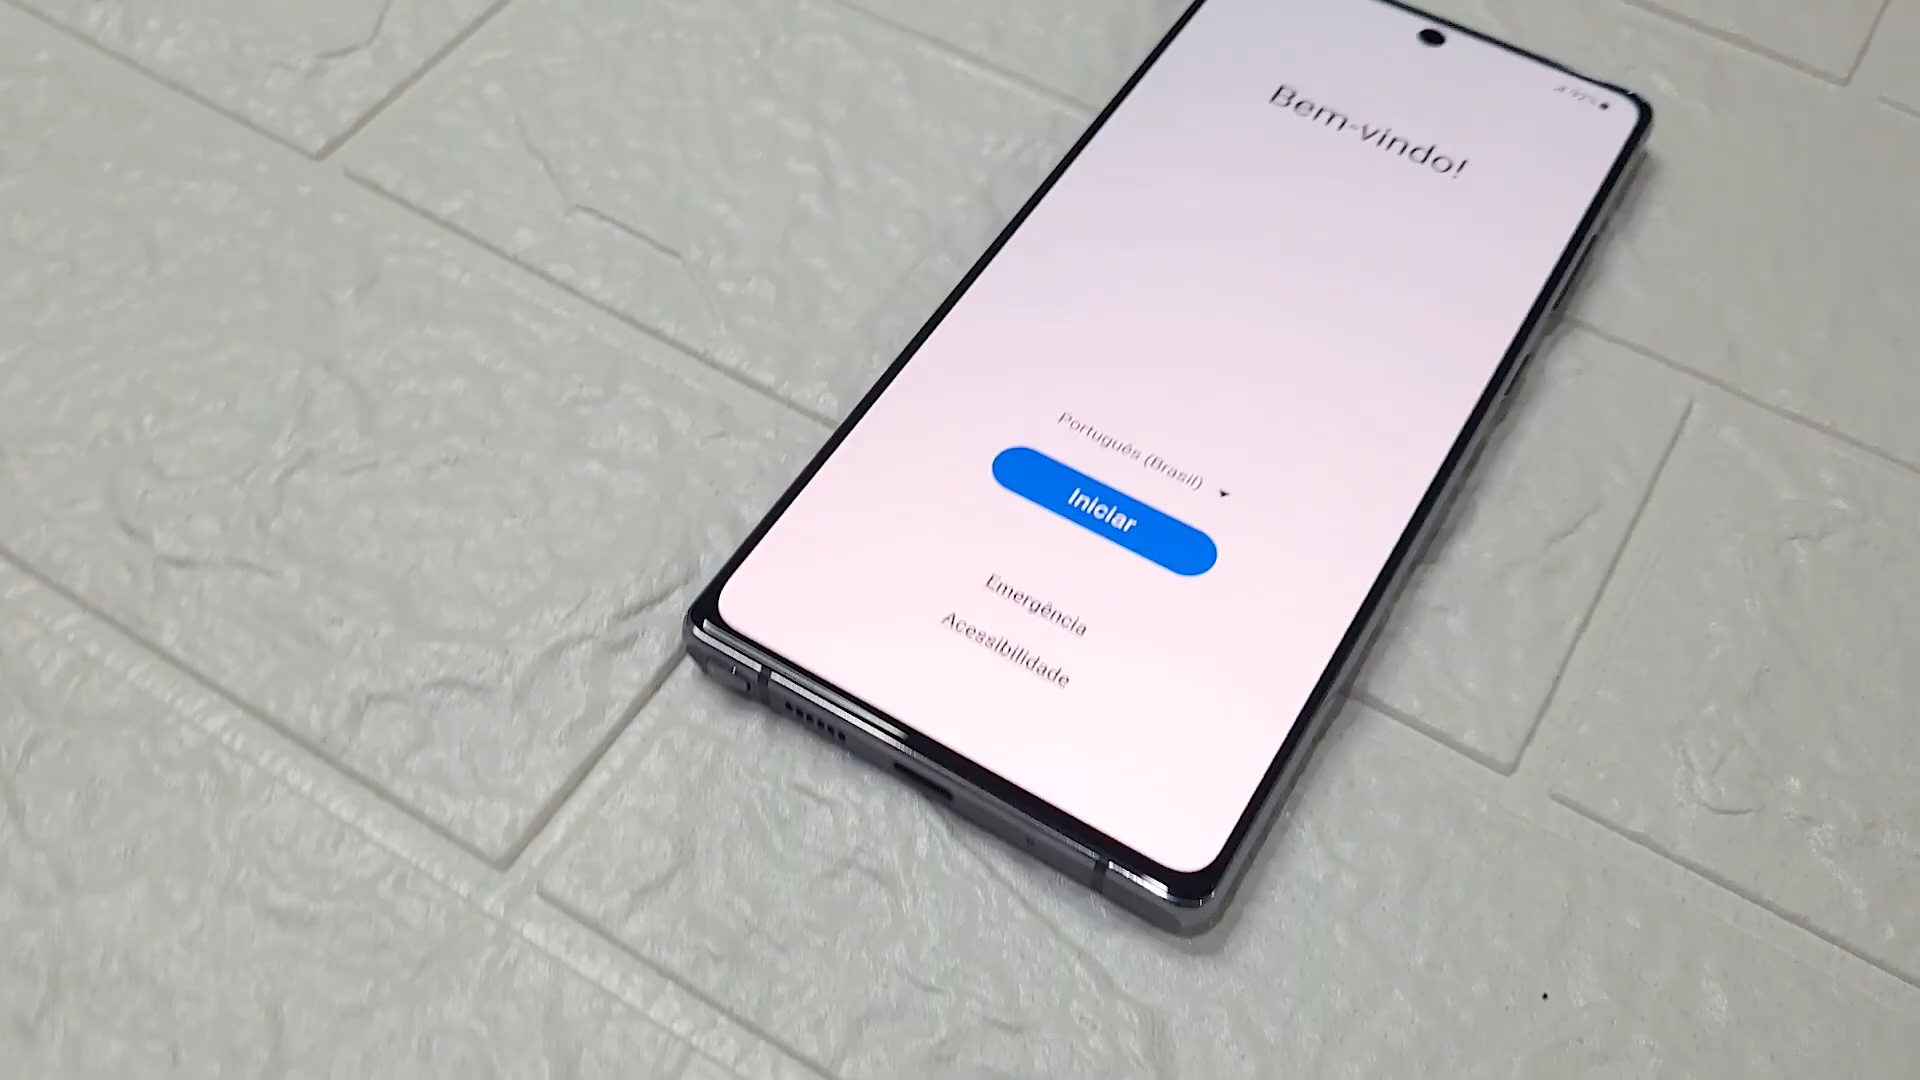 Bem-vindo!
Português (Brasil)
Iniciar
Emergência
Acessibilidade